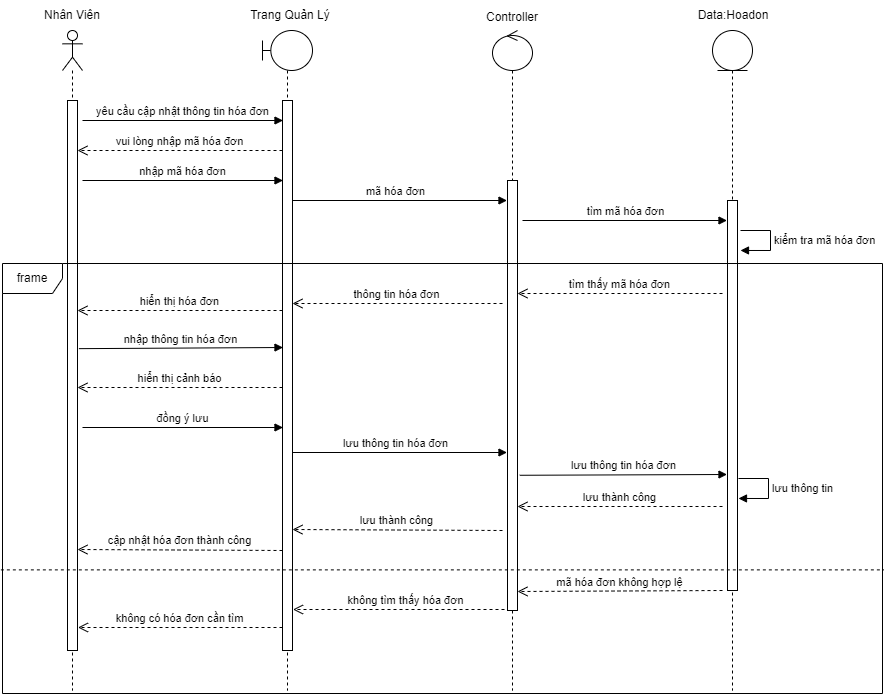 Nhân Viên
Trang Quản Lý
Controller
Data:Hoadon
yêu cầu cập nhật thông tin hóa đơn
vui lòng nhập mã hóa đơn
nhập mã hóa đơn
mã hóa đơn
tìm mã hóa đơn
kiểm tra mã hóa đơn
frame
tìm thấy mã hóa đơn
thông tin hóa đơn
hiển thị hóa đơn
nhập thông tin hóa đơn
hiển thị cảnh báo
đồng ý lưu
lưu thông tin hóa đơn
lưu thông tin hóa đơn
lưu thông tin
lưu thành công
lưu thành công
cập nhật hóa đơn thành công
mã hóa đơn không hợp lệ
không tìm thấy hóa đơn
không có hóa đơn cần tìm